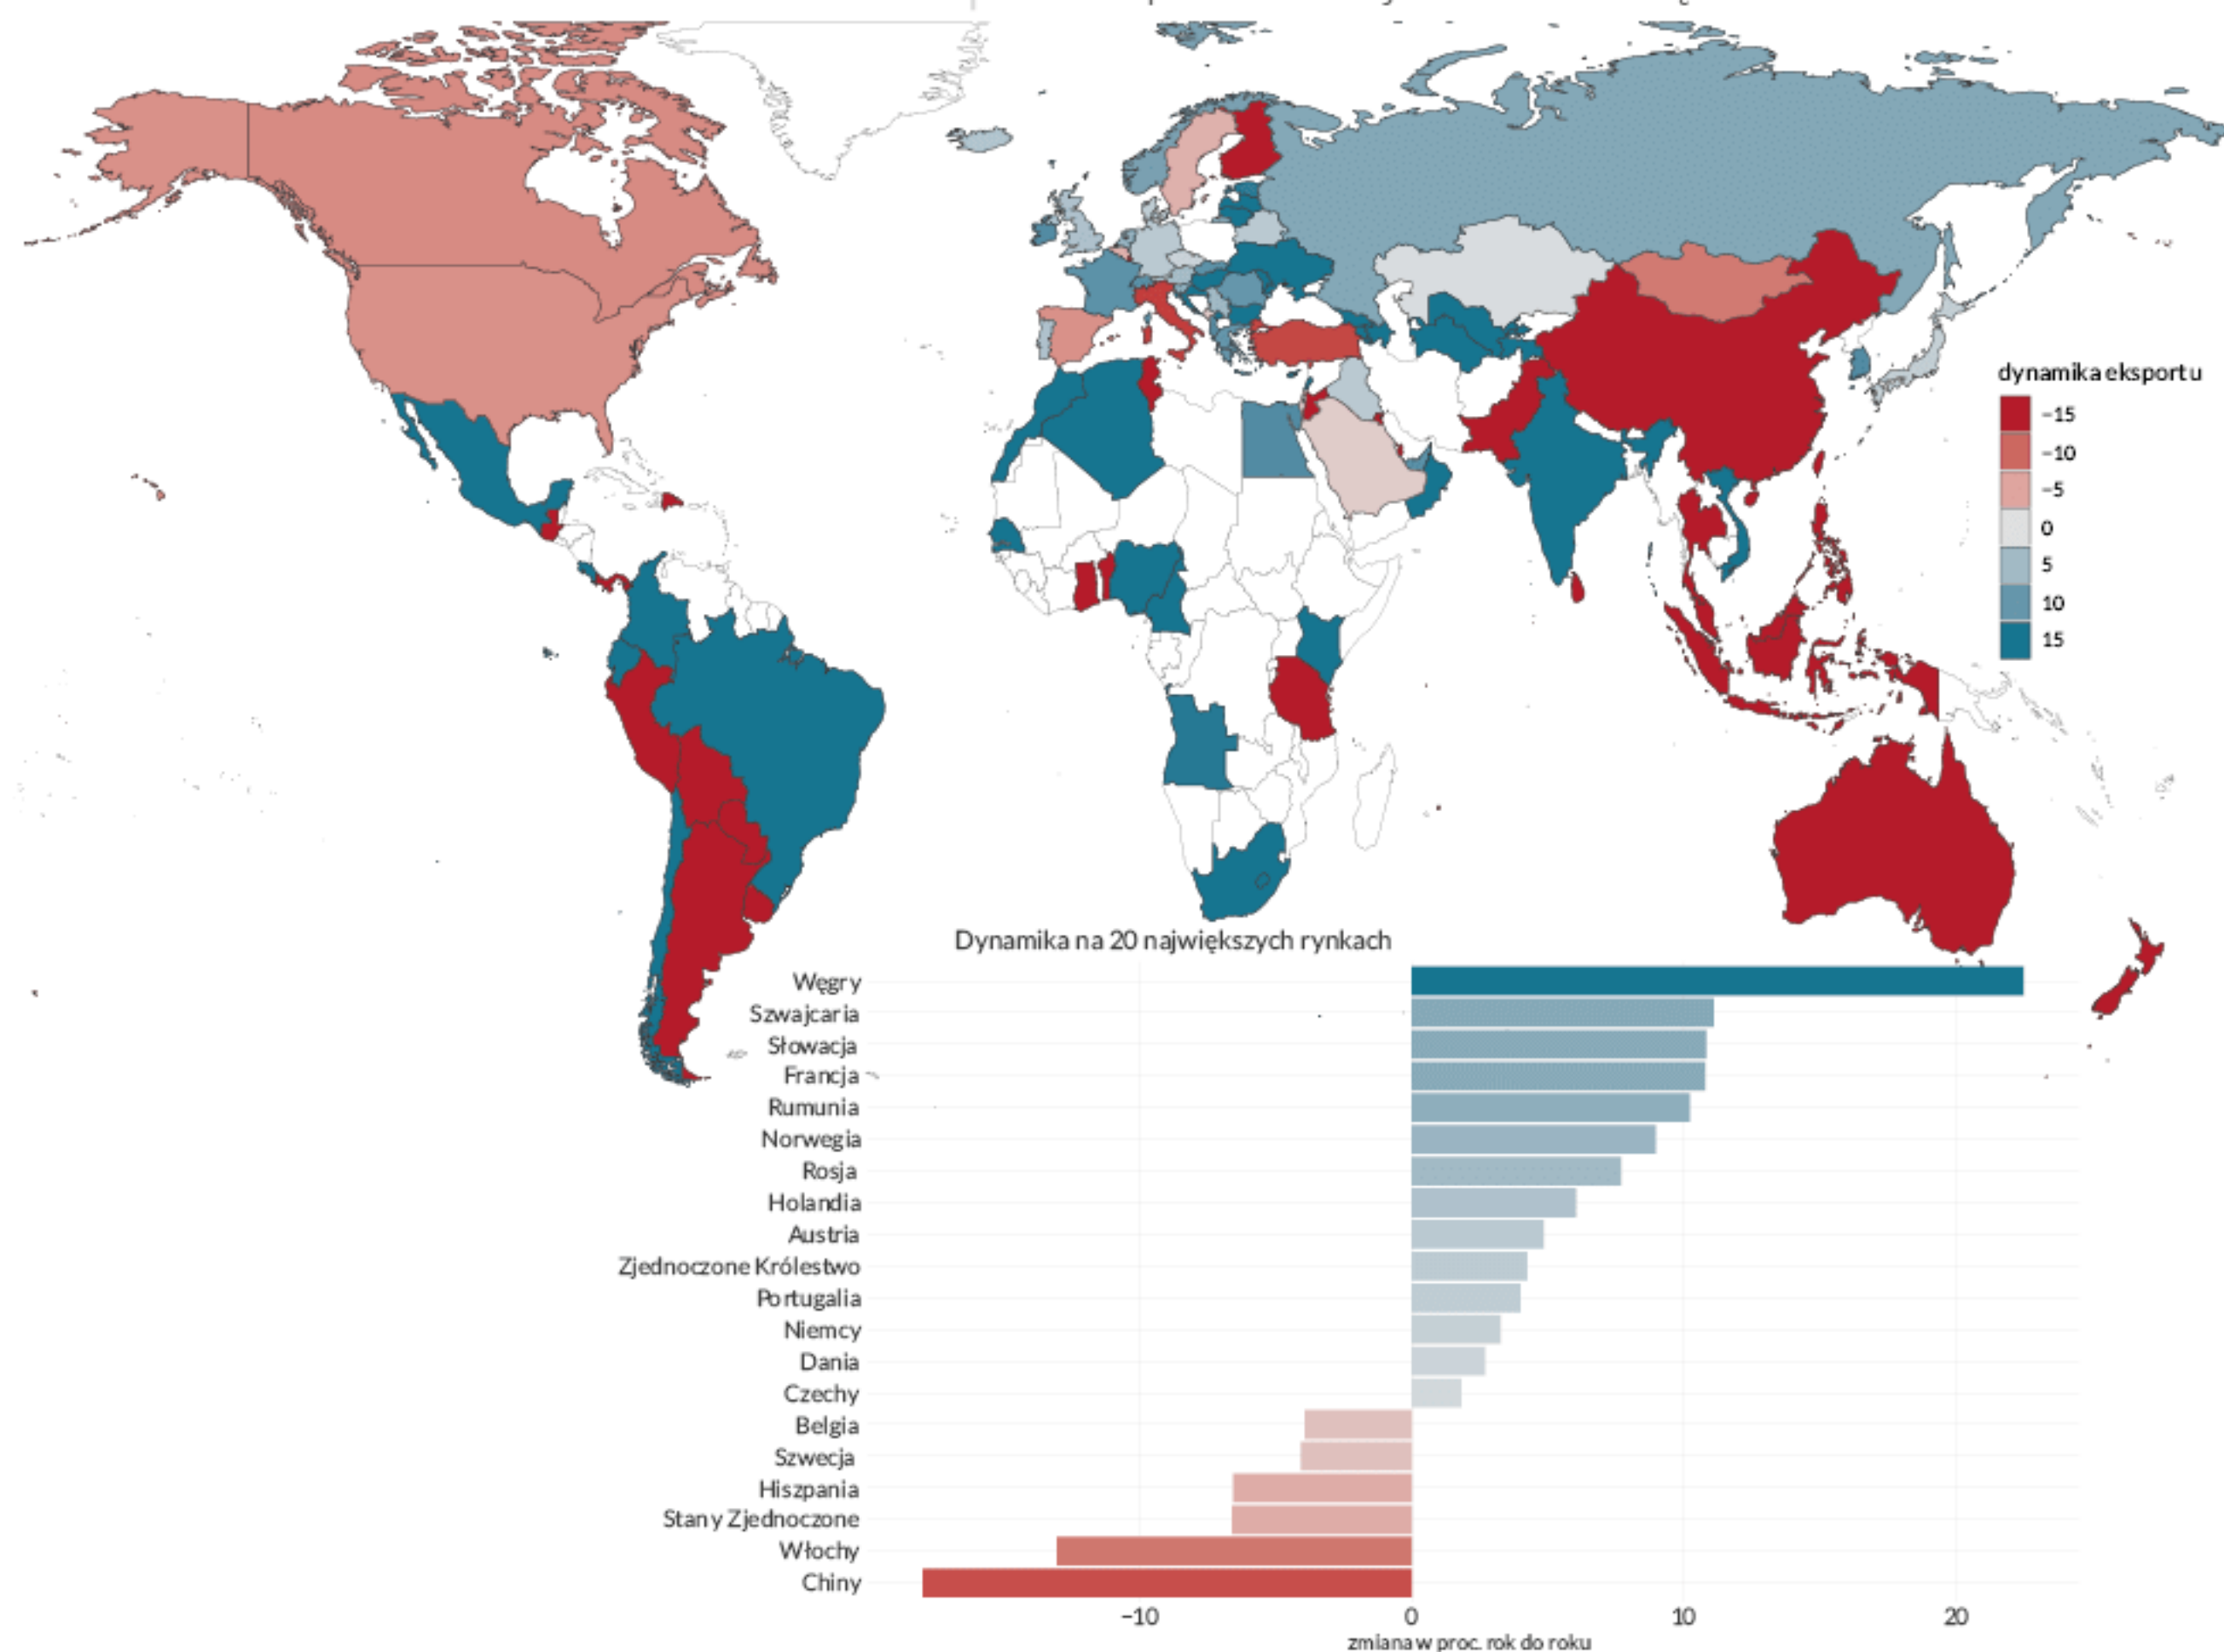 dynamika eksportu
−15
−10
−5
0
5
10
15
Dynamika na 20 największych rynkach
Węgry
Szwajcaria
Słowacja
Francja
Rumunia
Norwegia
Rosja
Holandia
Austria
Zjednoczone Królestwo
Portugalia
Niemcy
Dania
Czechy
Belgia
Szwecja
Hiszpania
Stany Zjednoczone
Włochy
Chiny
−10 0 10 20
zmiana w proc. rok do roku